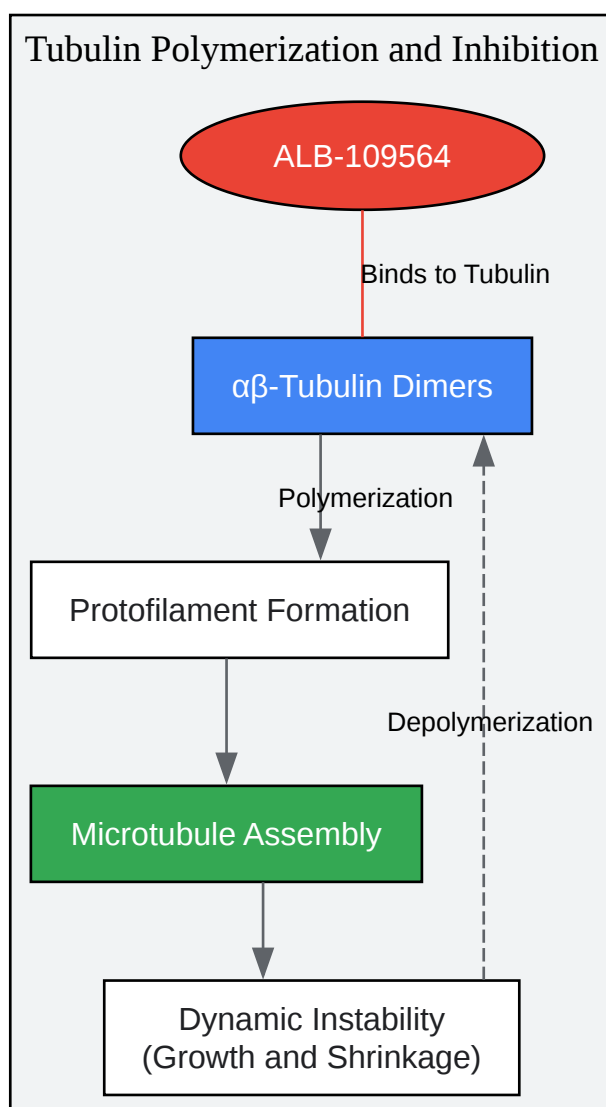 Tubulin Polymerization and Inhibition
ALB-109564
Binds to Tubulin
αβ-Tubulin Dimers
Polymerization
Protofilament Formation
Depolymerization
Microtubule Assembly
Dynamic Instability
(Growth and Shrinkage)